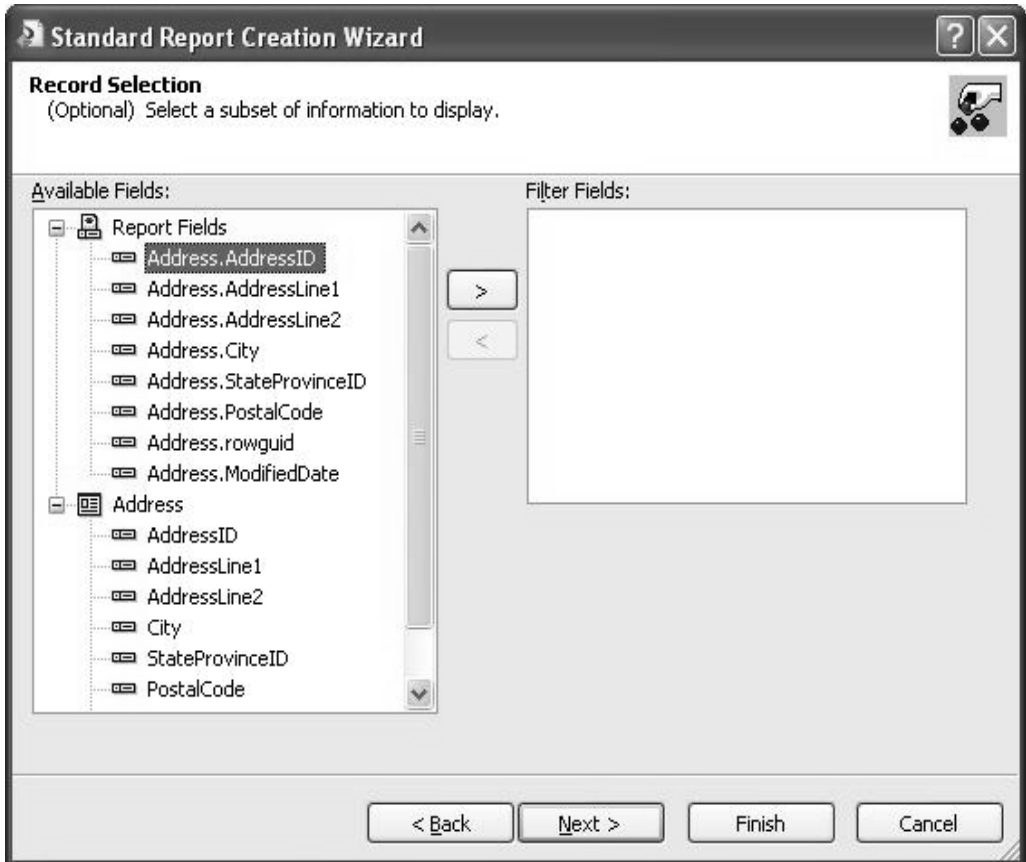 Standard Report Creation Wizard
Record Selection
(Optional) Select a subset of information to display.
Available Fields:
Filter Fields:
Report Fields
Address.AddressID
Address.AddressLine1
Address.AddressLine2
Address.City
Address.StateProvinceID
Address.PostalCode
Address.rowguid
Address.ModifiedDate
Address
AddressID
AddressLine1
AddressLine2
City
StateProvinceID
PostalCode
>
<
< Back
Next >
Finish
Cancel